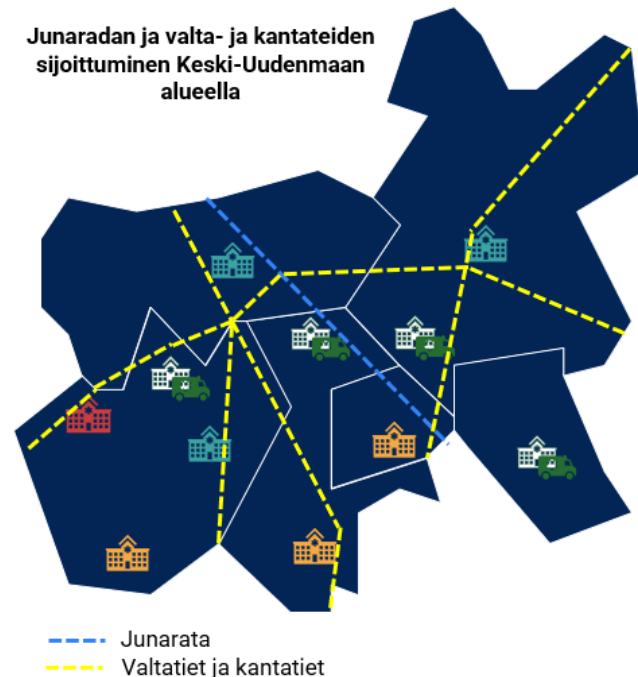 Junaradan ja valta- ja kantateiden
sijoittuminen Keski-Uudenmaan
alueella
Junarata
Valtatiet ja kantatiet